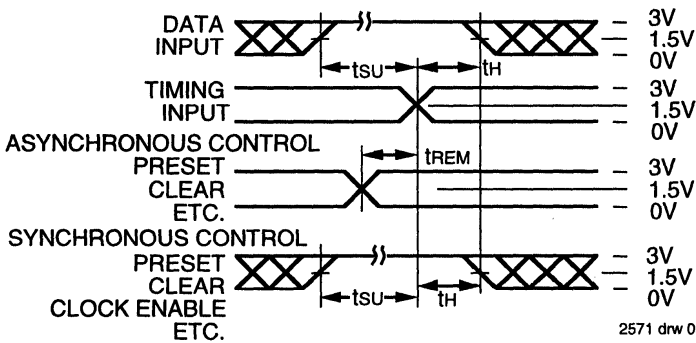 DATA
INPUT
3V
1.5V
0V
tSU
tH
TIMING
INPUT
3V
1.5V
0V
ASYNCHRONOUS CONTROL
tREM
PRESET
CLEAR
ETC.
3V
1.5V
0V
SYNCHRONOUS CONTROL
PRESET
CLEAR
CLOCK ENABLE
ETC.
3V
1.5V
0V
tSU
tH
2571 drw 0